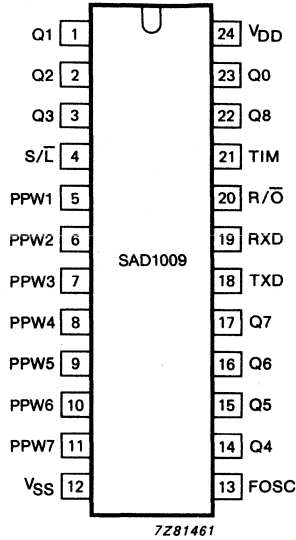 Q1 1 24 V_DD
Q2 2 23 Q0
Q3 3 22 Q8
S/L̅ 4 21 TIM
PPW1 5 20 R/O̅
PPW2 6 19 RXD
SAD1009
PPW3 7 18 TXD
PPW4 8 17 Q7
PPW5 9 16 Q6
PPW6 10 15 Q5
PPW7 11 14 Q4
V_SS 12 13 FOSC
7Z81461